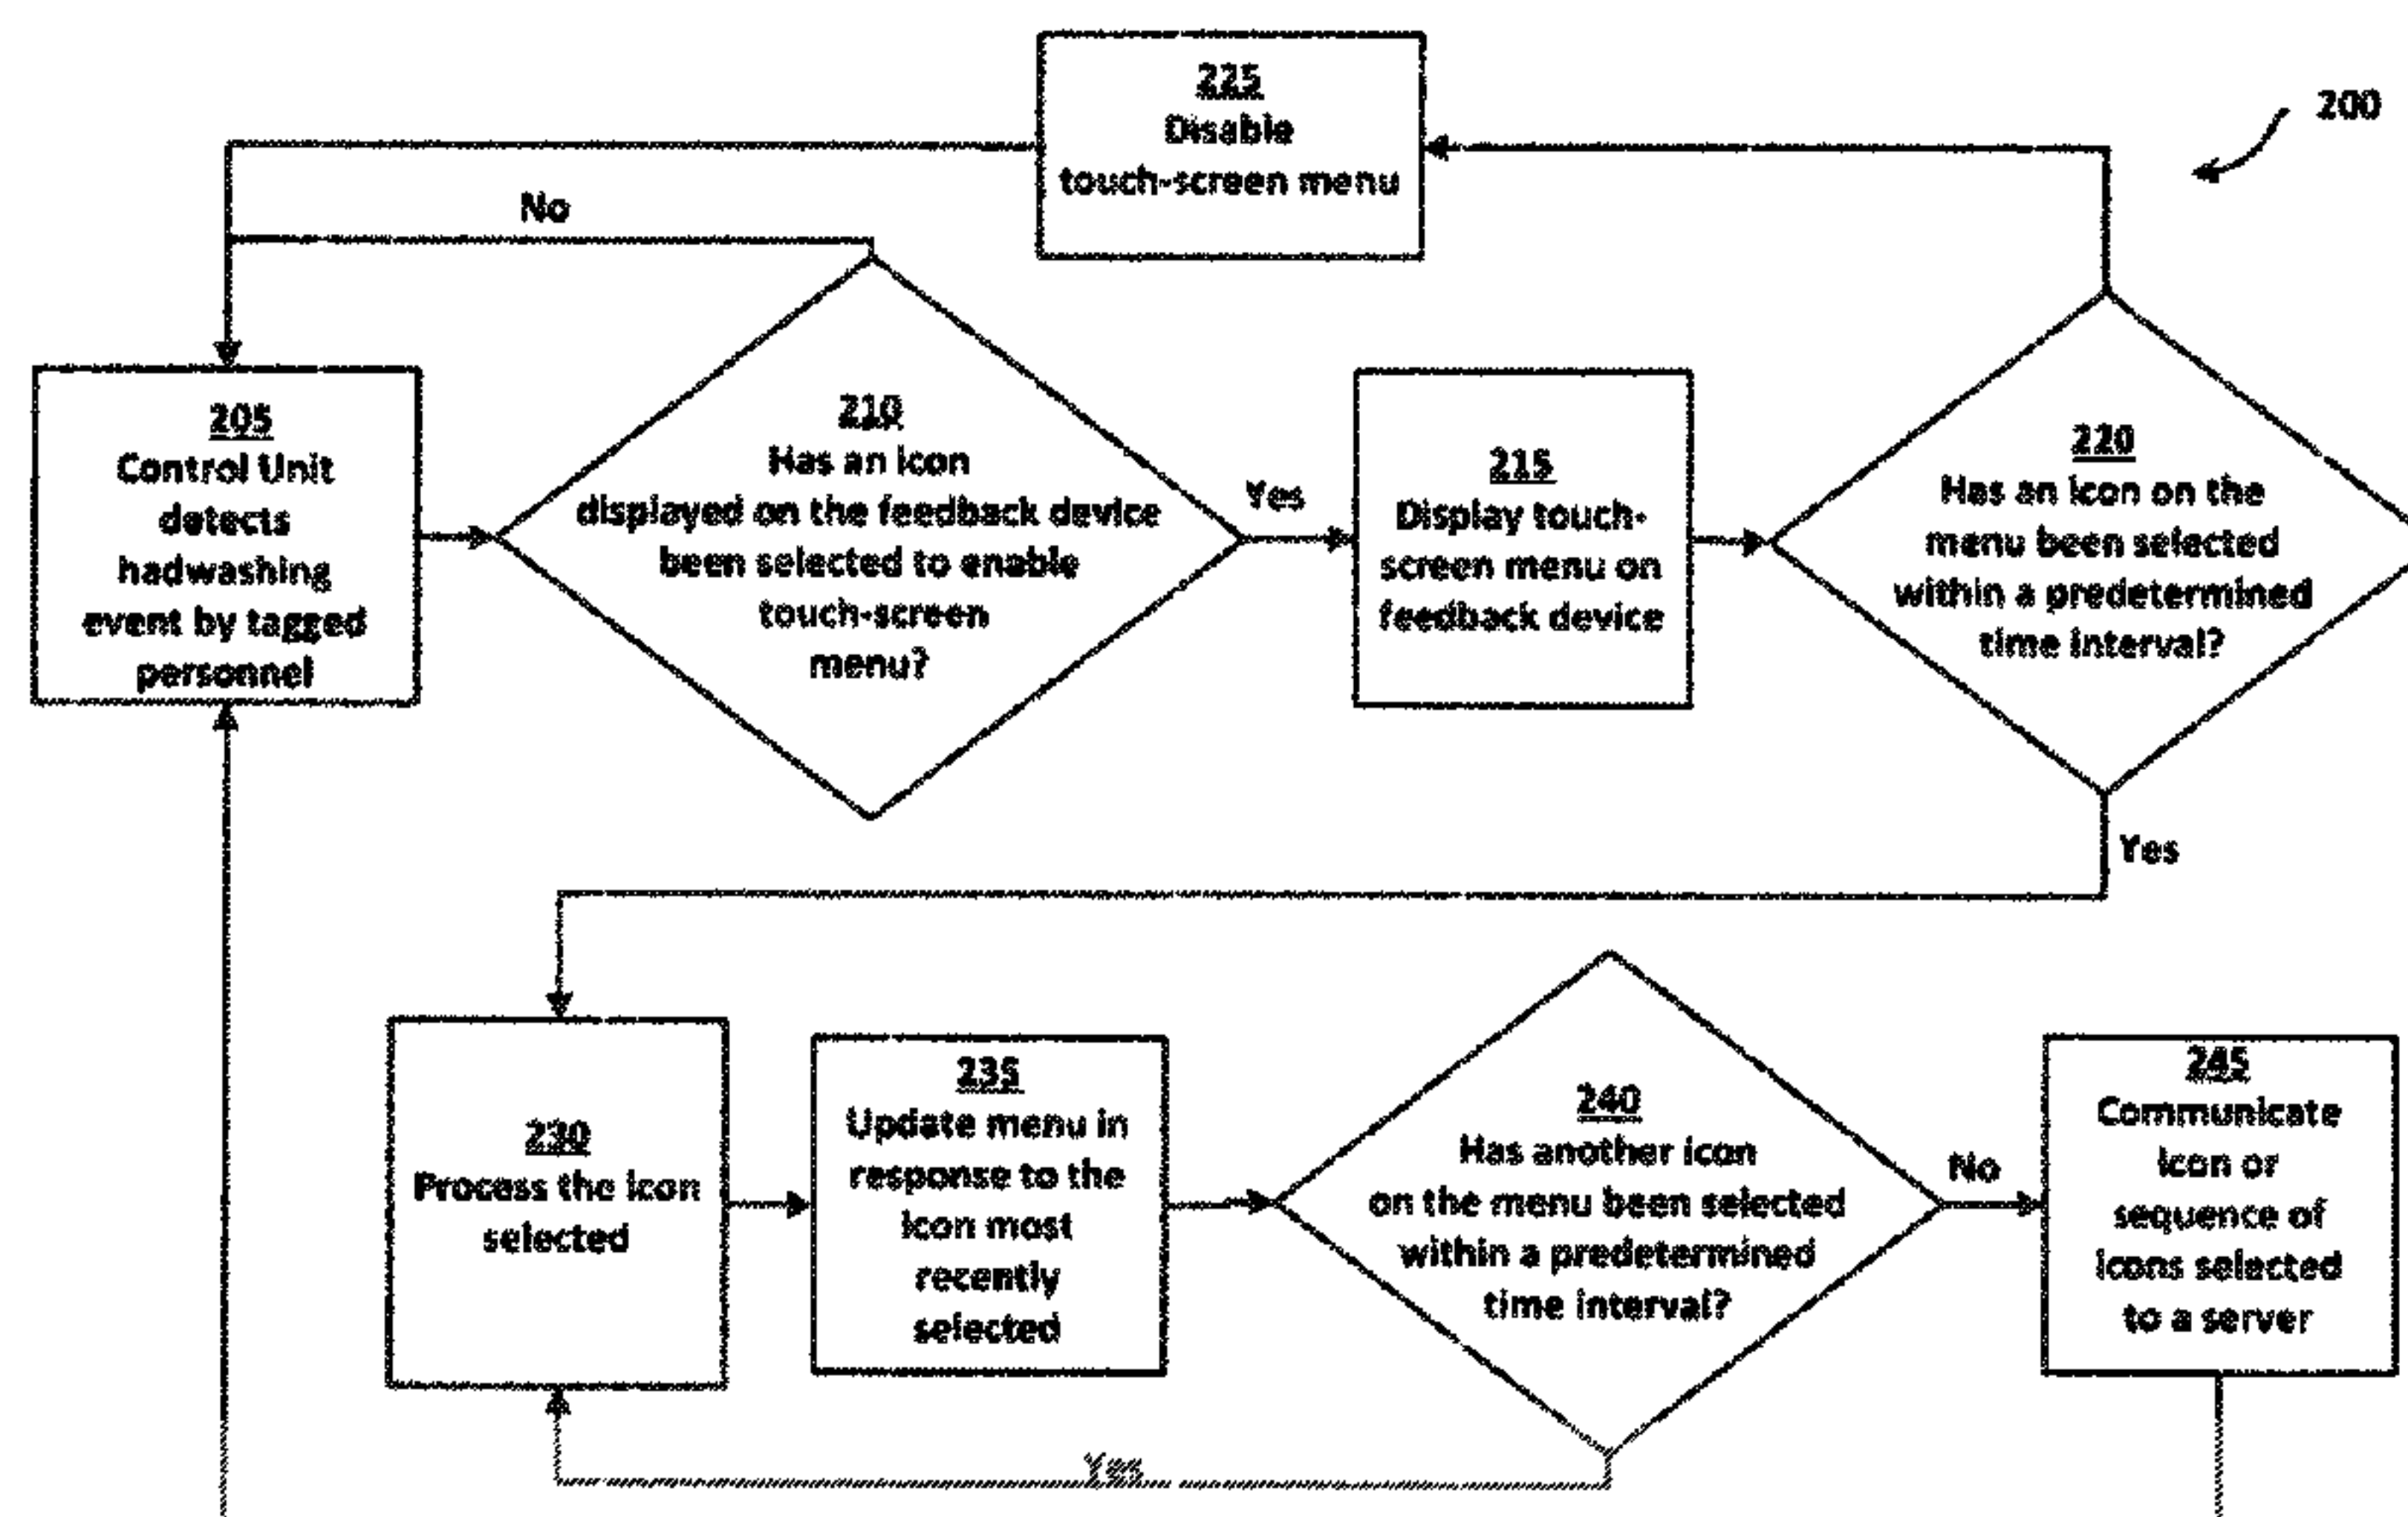 225
Disable
touch-screen menu
200
No
205
Control Unit
detects
hadwashing
event by tagged
personnel
210
Has an icon
displayed on the feedback device
been selected to enable
touch-screen
menu?
Yes
215
Display touch-
screen menu on
feedback device
220
Has an icon on the
menu been selected
within a predetermined
time interval?
Yes
230
Process the icon
selected
235
Update menu in
response to the
icon most
recently
selected
240
Has another icon
on the menu been selected
within a predetermined
time interval?
No
245
Communicate
icon or
sequence of
icons selected
to a server
Yes